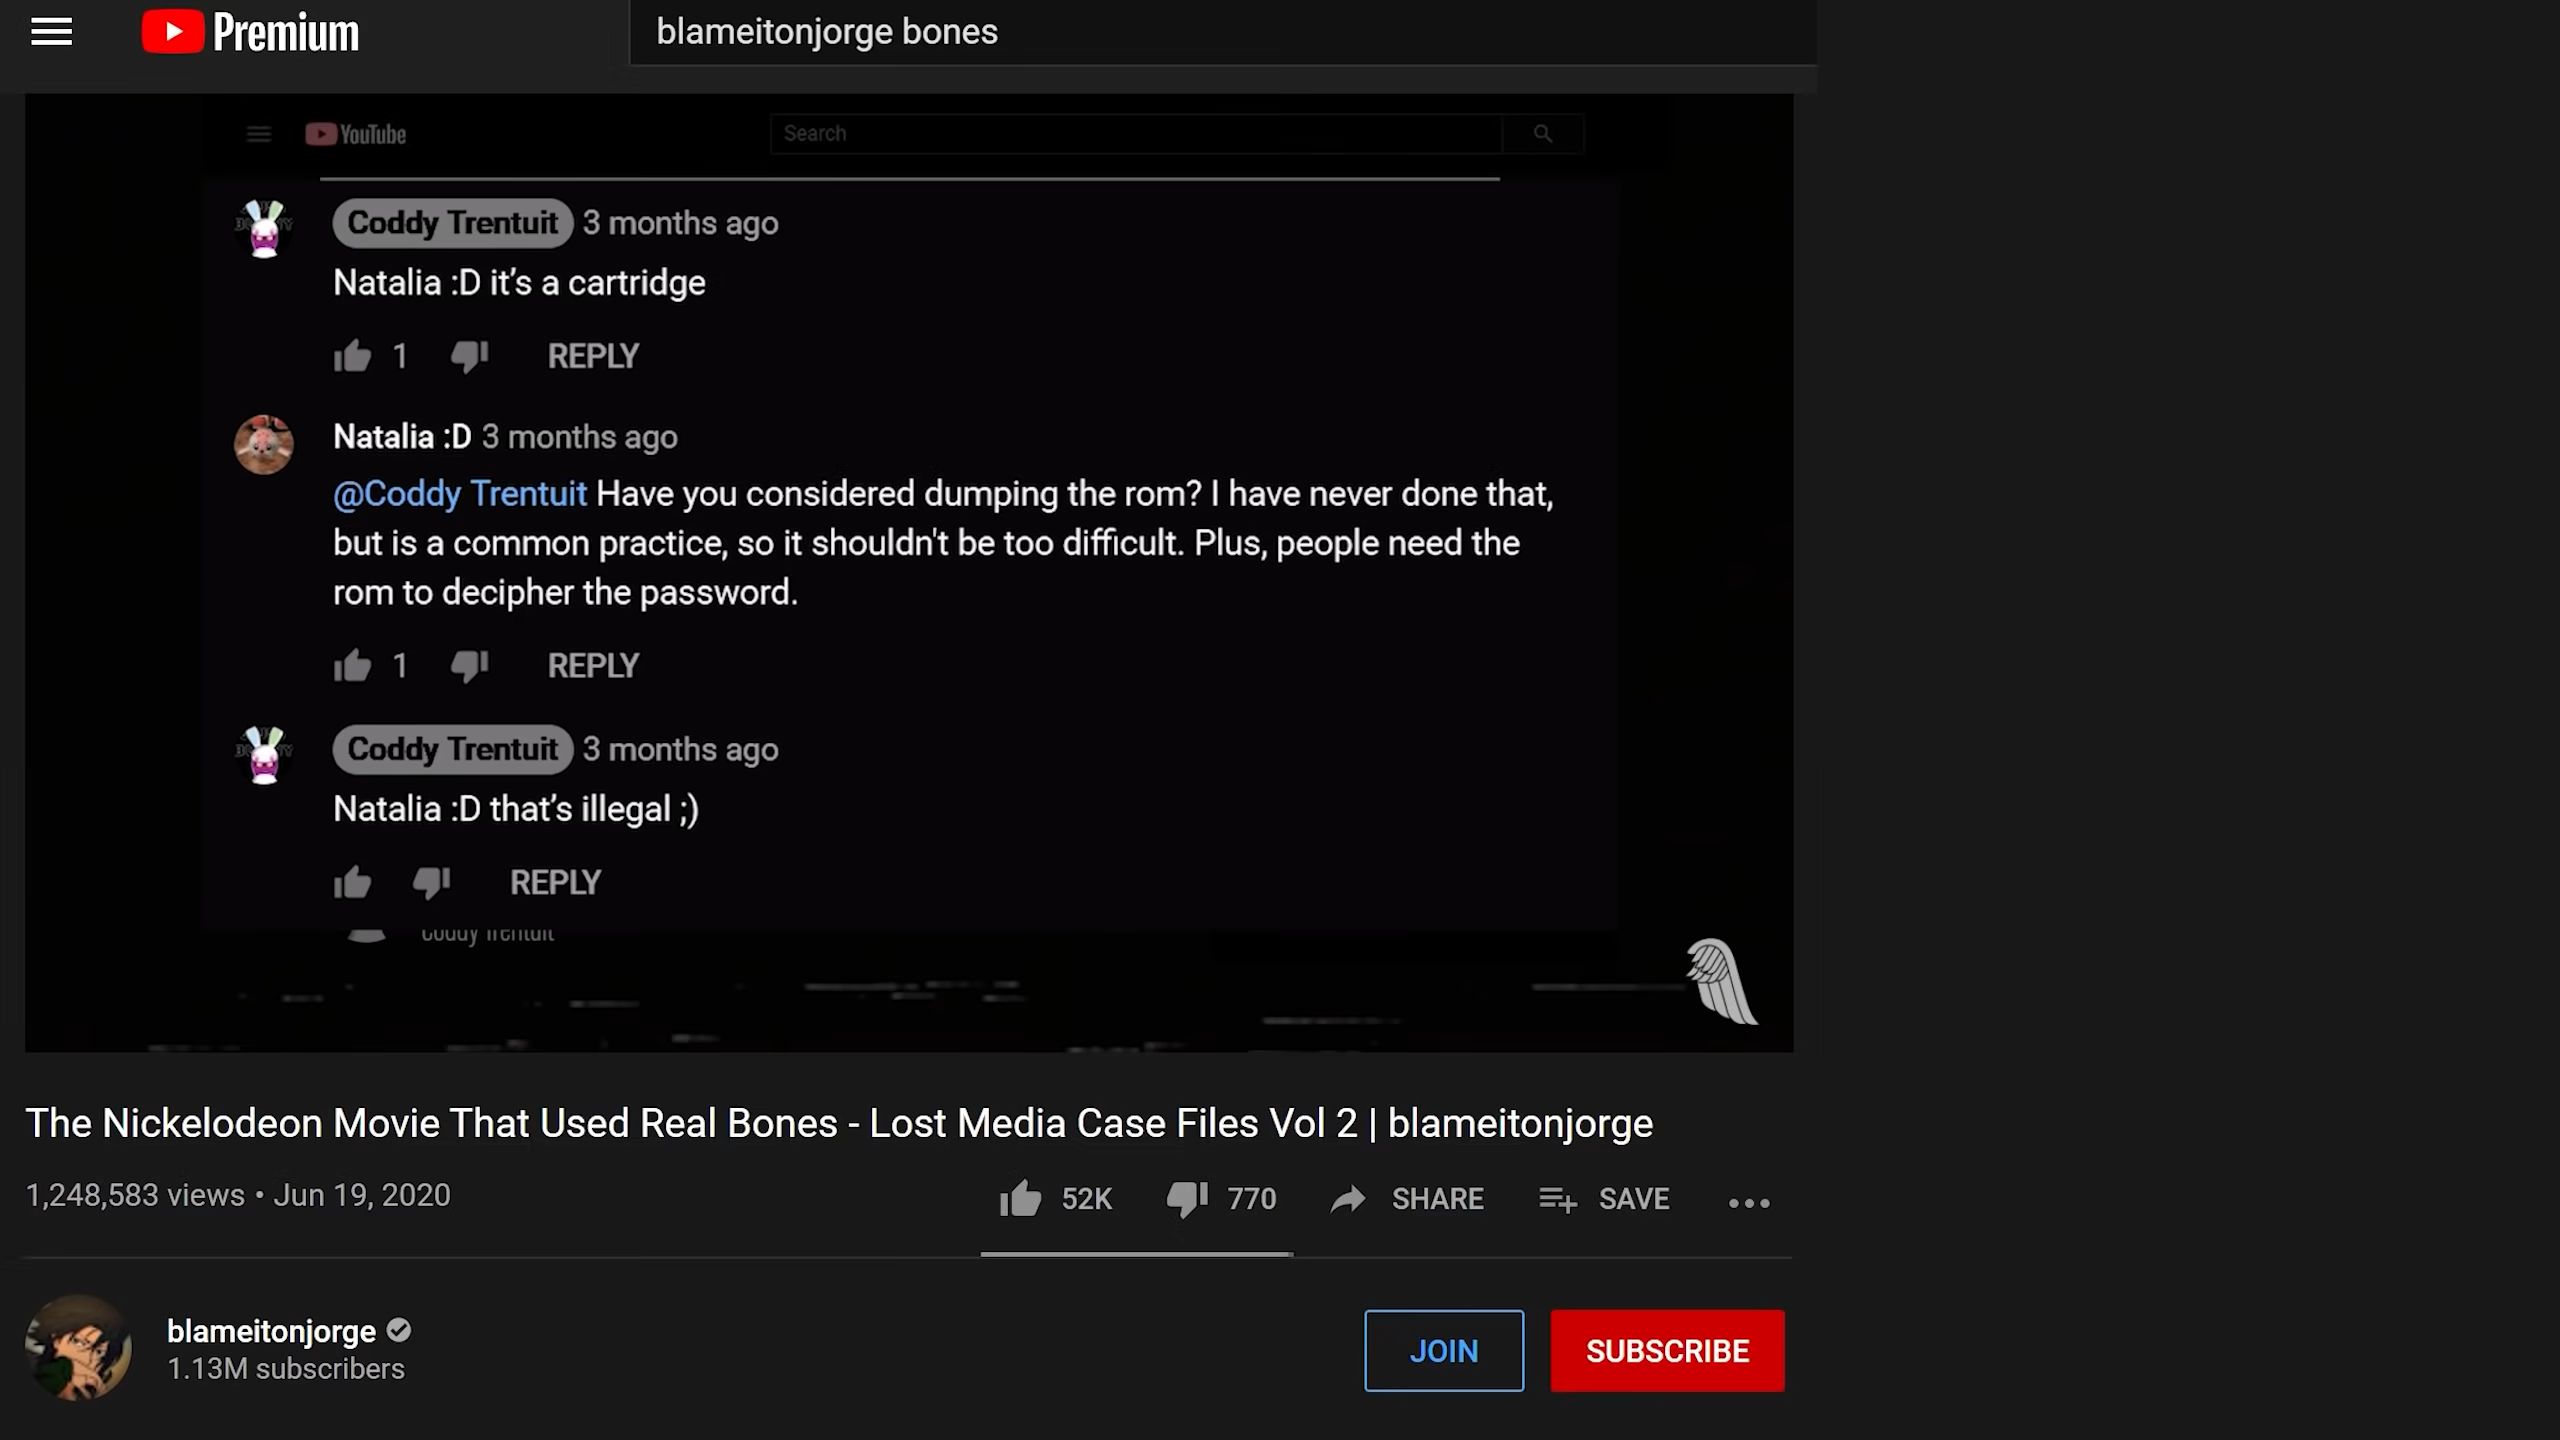 Premium
blameitonjorge bones
YouTube
Search
Coddy Trentuit 3 months ago
Natalia :D it’s a cartridge
1 REPLY
Natalia :D 3 months ago
@Coddy Trentuit Have you considered dumping the rom? I have never done that,
but is a common practice, so it shouldn't be too difficult. Plus, people need the
rom to decipher the password.
1 REPLY
Coddy Trentuit 3 months ago
Natalia :D that’s illegal ;)
REPLY
Coddy Trentuit
The Nickelodeon Movie That Used Real Bones - Lost Media Case Files Vol 2 | blameitonjorge
1,248,583 views • Jun 19, 2020
52K 770 SHARE SAVE
blameitonjorge
1.13M subscribers
JOIN SUBSCRIBE